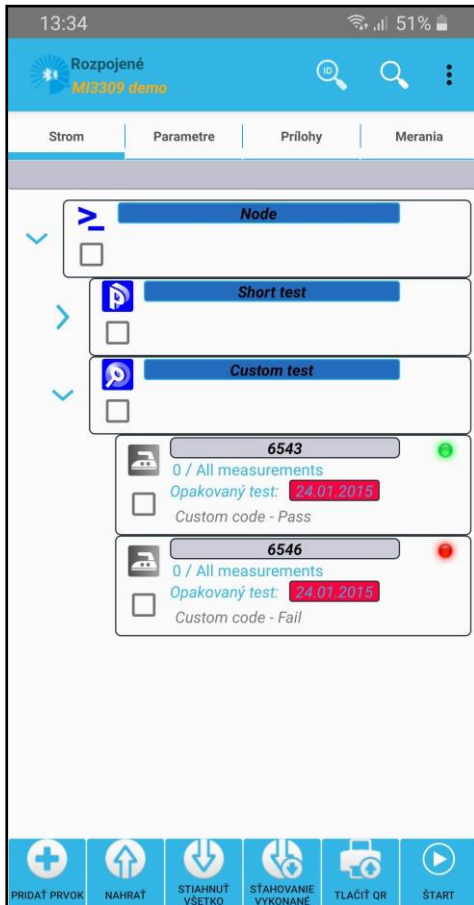 13:34 51%
Rozpojené
MI3309 demo
ID
Strom Parametre Prílohy Merania
Node
Short test
Custom test
6543
0 / All measurements
Opakovaný test: 24.01.2015
Custom code - Pass
6546
0 / All measurements
Opakovaný test: 24.01.2015
Custom code - Fail
PRIDAŤ PRVOK NAHRAŤ STIAHNUŤ VŠETKO SŤAHOVANIE VYKONANÉ TLAČIŤ QR ŠTART